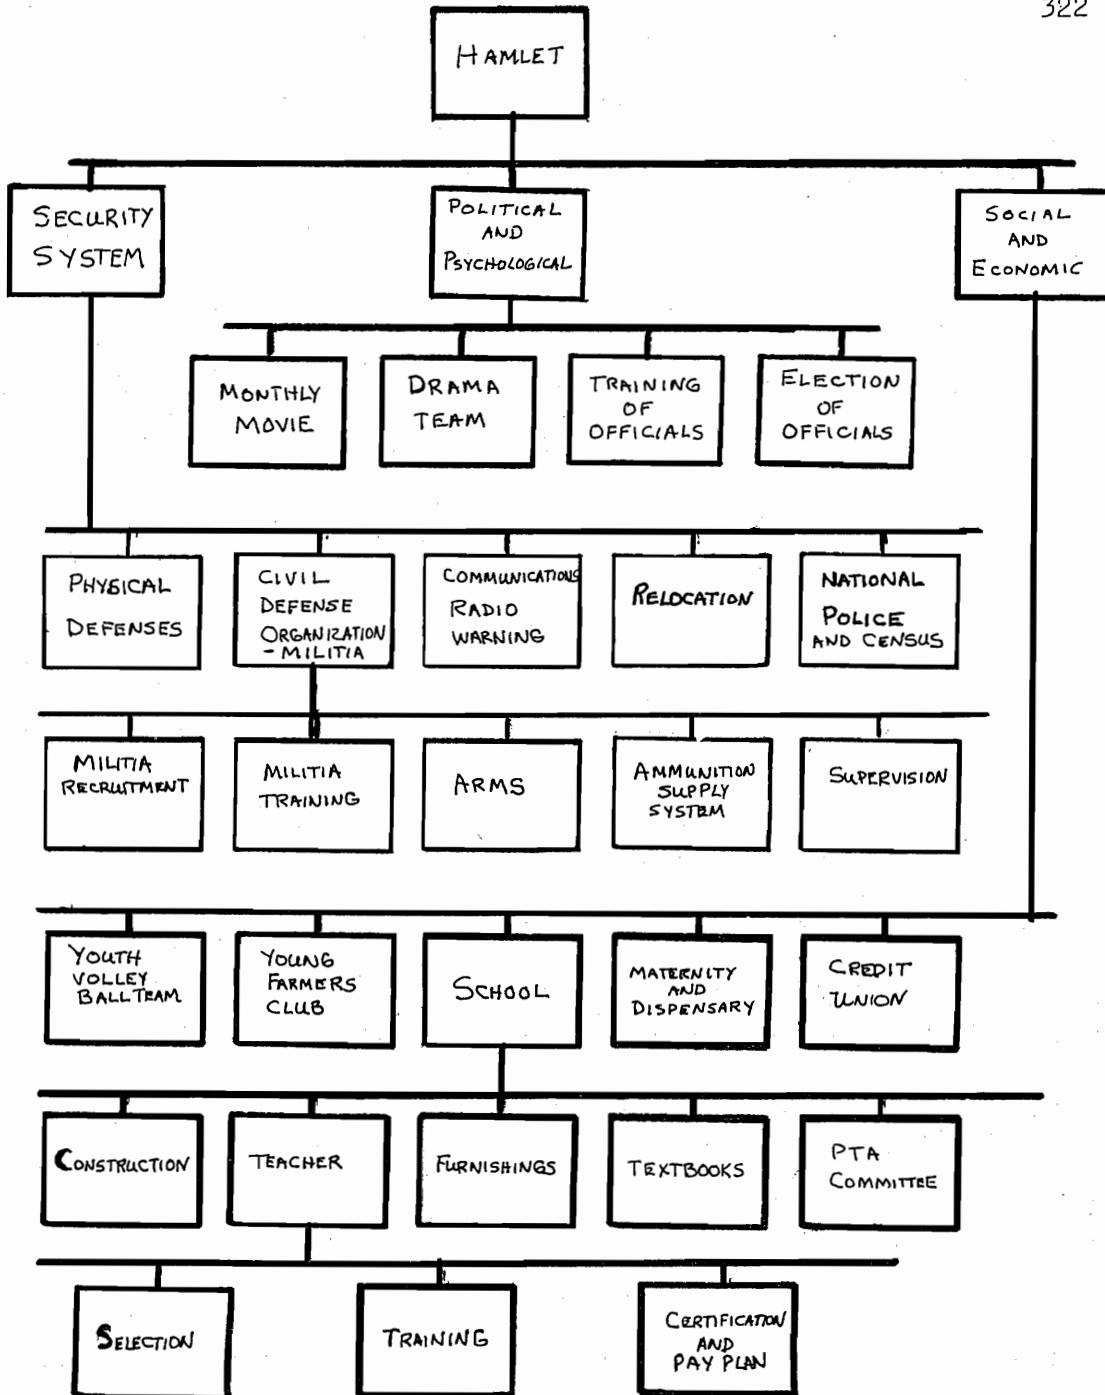 322
HAMLET
SECURITY
SYSTEM
POLITICAL
AND
PSYCHOLOGICAL
SOCIAL
AND
ECONOMIC
MONTHLY
MOVIE
DRAMA
TEAM
TRAINING
OF
OFFICIALS
ELECTION
OF
OFFICIALS
PHYSICAL
DEFENSES
CIVIL
DEFENSE
ORGANIZATION
- MILITIA
COMMUNICATIONS
RADIO
WARNING
RELOCATION
NATIONAL
POLICE
AND CENSUS
MILITIA
RECRUITMENT
MILITIA
TRAINING
ARMS
AMMUNITION
SUPPLY
SYSTEM
SUPERVISION
YOUTH
VOLLEY
BALL TEAM
YOUNG
FARMERS
CLUB
SCHOOL
MATERNITY
AND
DISPENSARY
CREDIT
UNION
CONSTRUCTION
TEACHER
FURNISHINGS
TEXTBOOKS
PTA
COMMITTEE
SELECTION
TRAINING
CERTIFICATION
AND
PAY PLAN